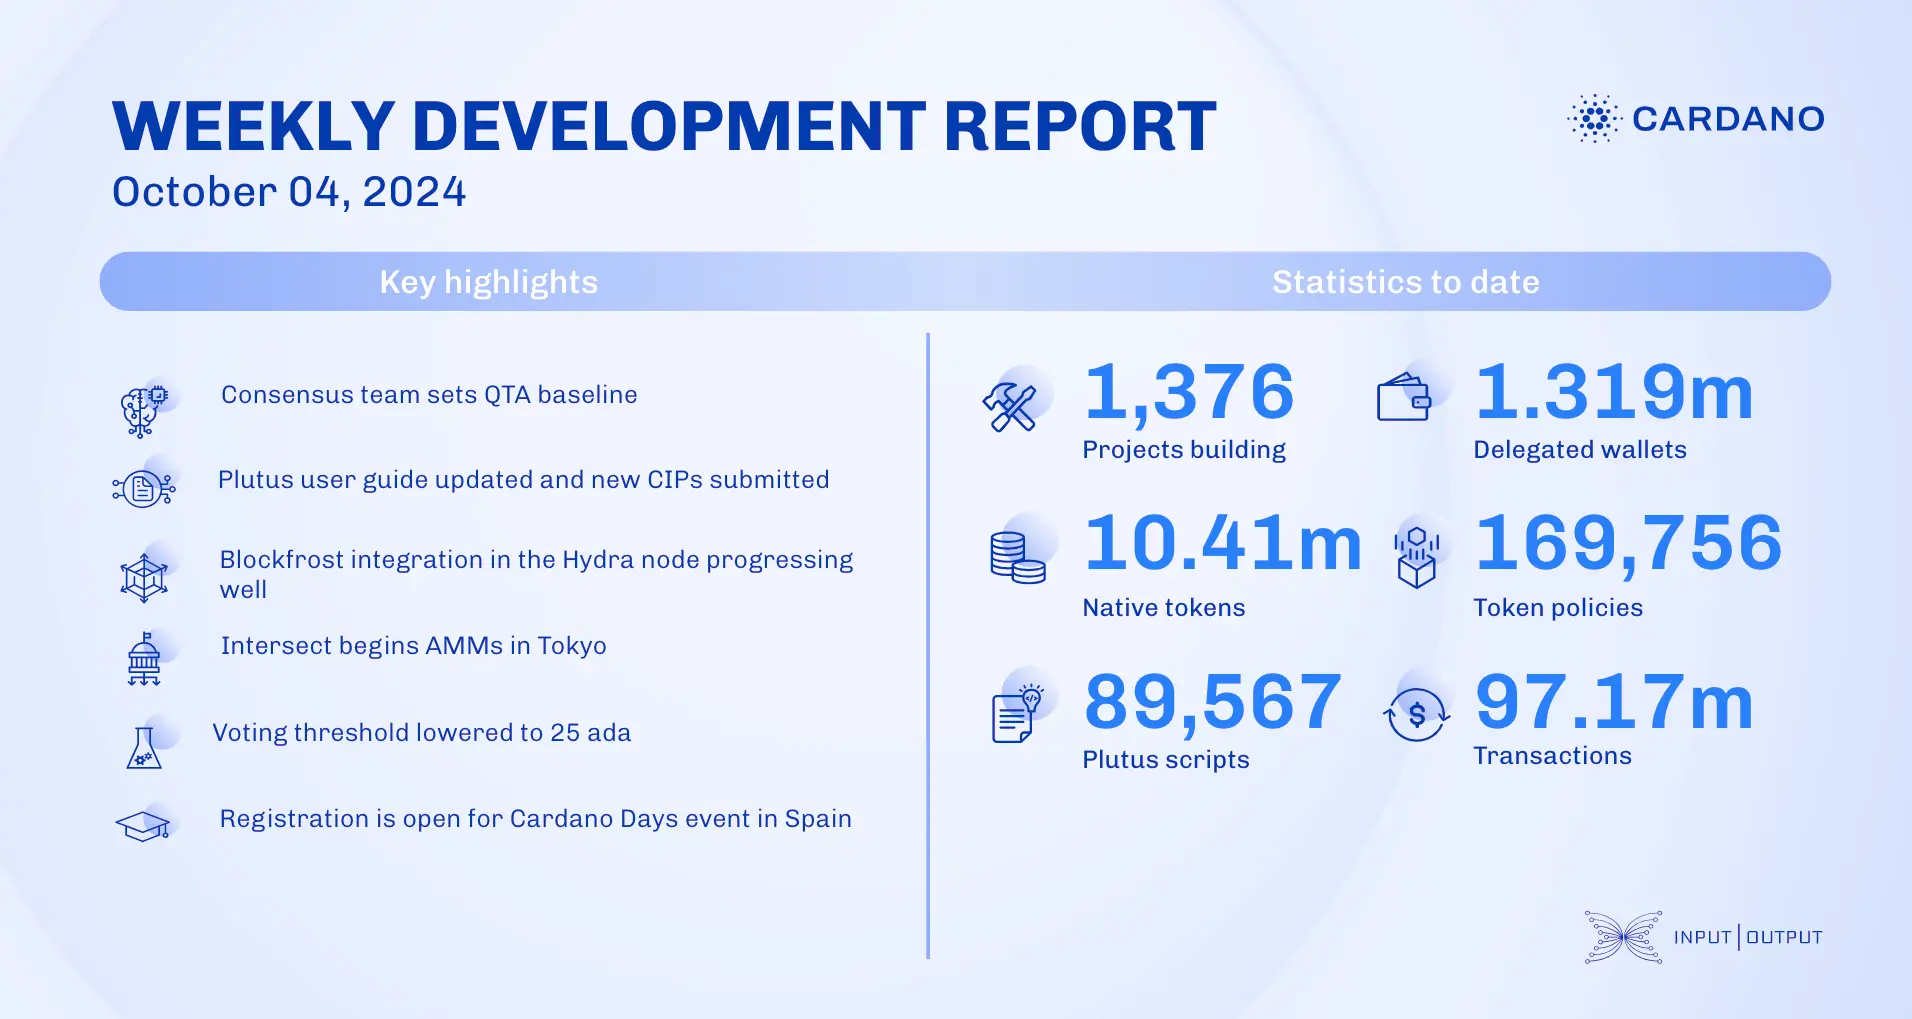 WEEKLY DEVELOPMENT REPORT
October 04, 2024
CARDANO
Key highlights
Consensus team sets QTA baseline
Plutus user guide updated and new CIPs submitted
Blockfrost integration in the Hydra node progressing
well
Intersect begins AMMs in Tokyo
Voting threshold lowered to 25 ada
Registration is open for Cardano Days event in Spain
Statistics to date
1,376
Projects building
1.319m
Delegated wallets
10.41m
Native tokens
169,756
Token policies
89,567
Plutus scripts
$
97.17m
Transactions
INPUT | OUTPUT